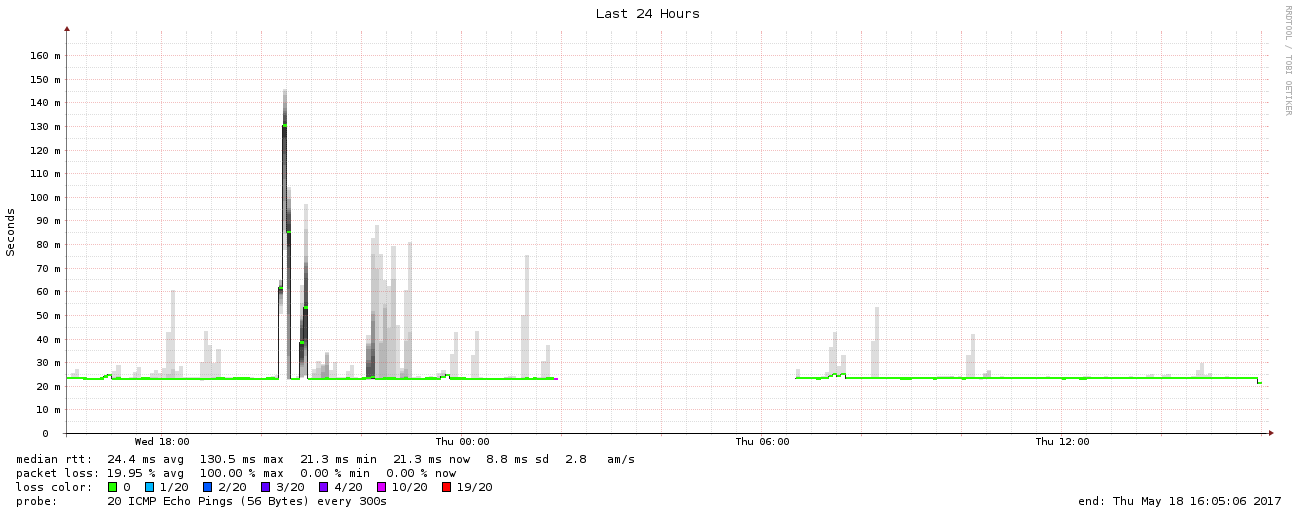 Last 24 Hours
RRDTOOL / TOBI OETIKER
Seconds
160 m
150 m
140 m
130 m
120 m
110 m
100 m
90 m
80 m
70 m
60 m
50 m
40 m
30 m
20 m
10 m
0
Wed 18:00 Thu 00:00 Thu 06:00 Thu 12:00
median rtt: 24.4 ms avg 130.5 ms max 21.3 ms min 21.3 ms now 8.8 ms sd 2.8 am/s
packet loss: 19.95 % avg 100.00 % max 0.00 % min 0.00 % now
loss color: 0 1/20 2/20 3/20 4/20 10/20 19/20
probe: 20 ICMP Echo Pings (56 Bytes) every 300s end: Thu May 18 16:05:06 2017